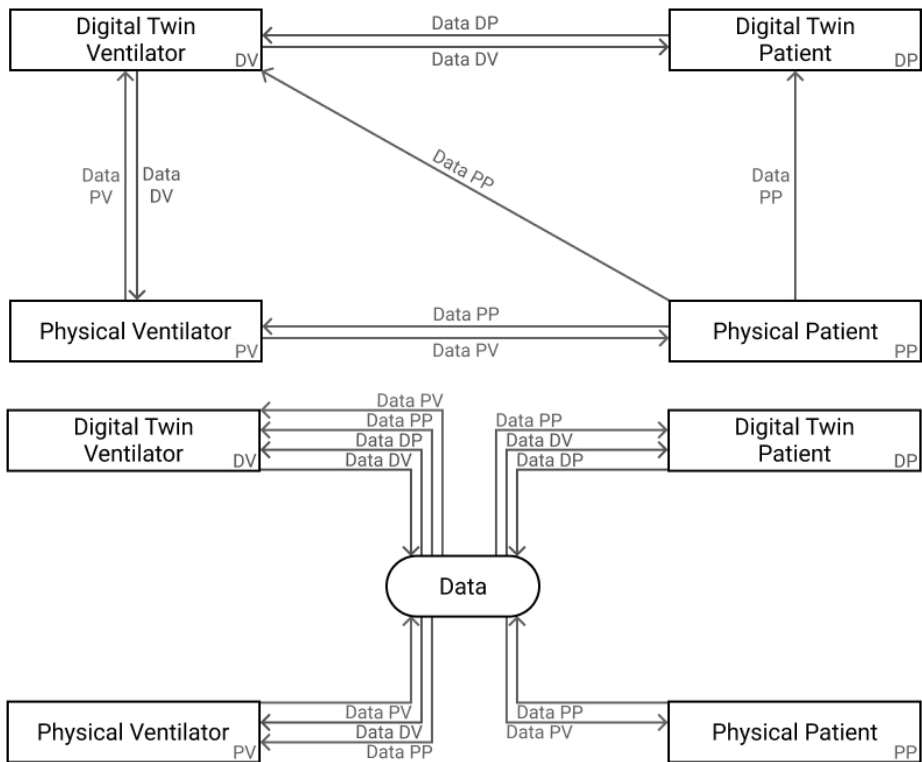 Digital Twin
Ventilator
DV
Data DP
Data DV
Digital Twin
Patient
DP
Data
PV
Data
DV
Data PP
Data
PP
Physical Ventilator
PV
Data PP
Data PV
Physical Patient
PP
Digital Twin
Ventilator
DV
Data PV
Data PP
Data DP
Data DV
Data PP
Data DV
Data DP
Digital Twin
Patient
DP
Data
Physical Ventilator
PV
Data PV
Data DV
Data PP
Data PP
Data PV
Physical Patient
PP